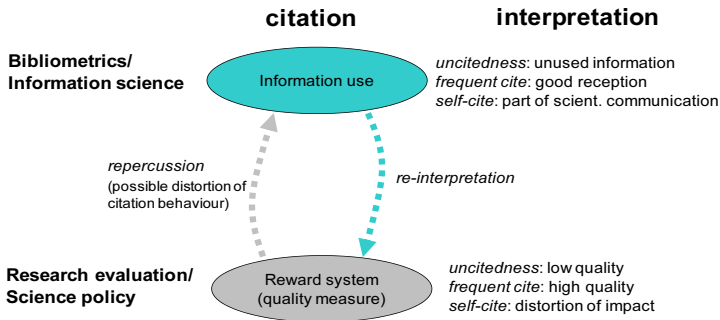 citation
interpretation
Bibliometrics/
Information science
Information use
uncitedness: unused information
frequent cite: good reception
self-cite: part of scient. communication
repercussion
(possible distortion of
citation behaviour)
re-interpretation
Research evaluation/
Science policy
Reward system
(quality measure)
uncitedness: low quality
frequent cite: high quality
self-cite: distortion of impact